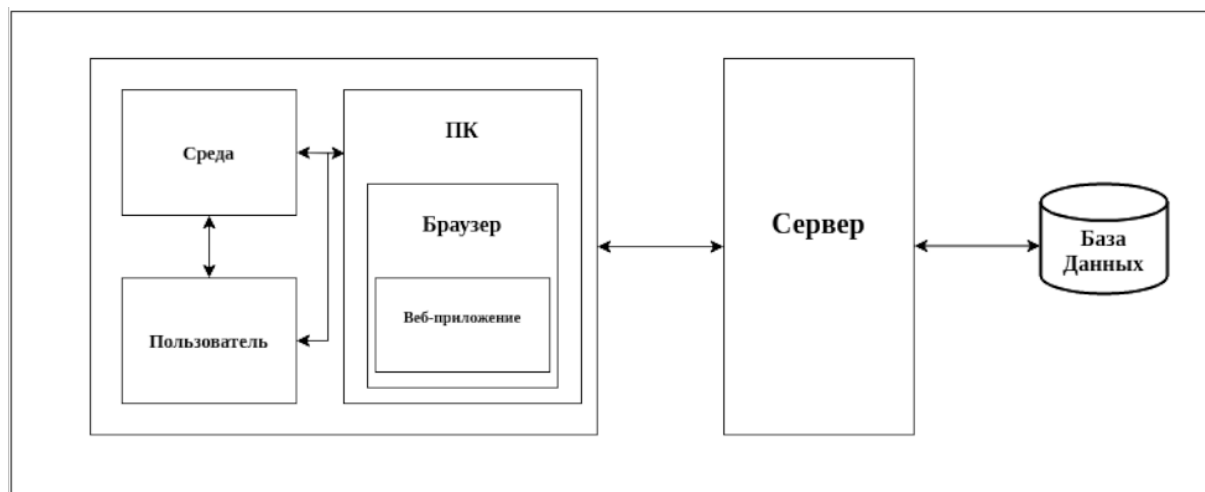 Среда
Пользователь
ПК
Браузер
Веб-приложение
Сервер
База
Данных